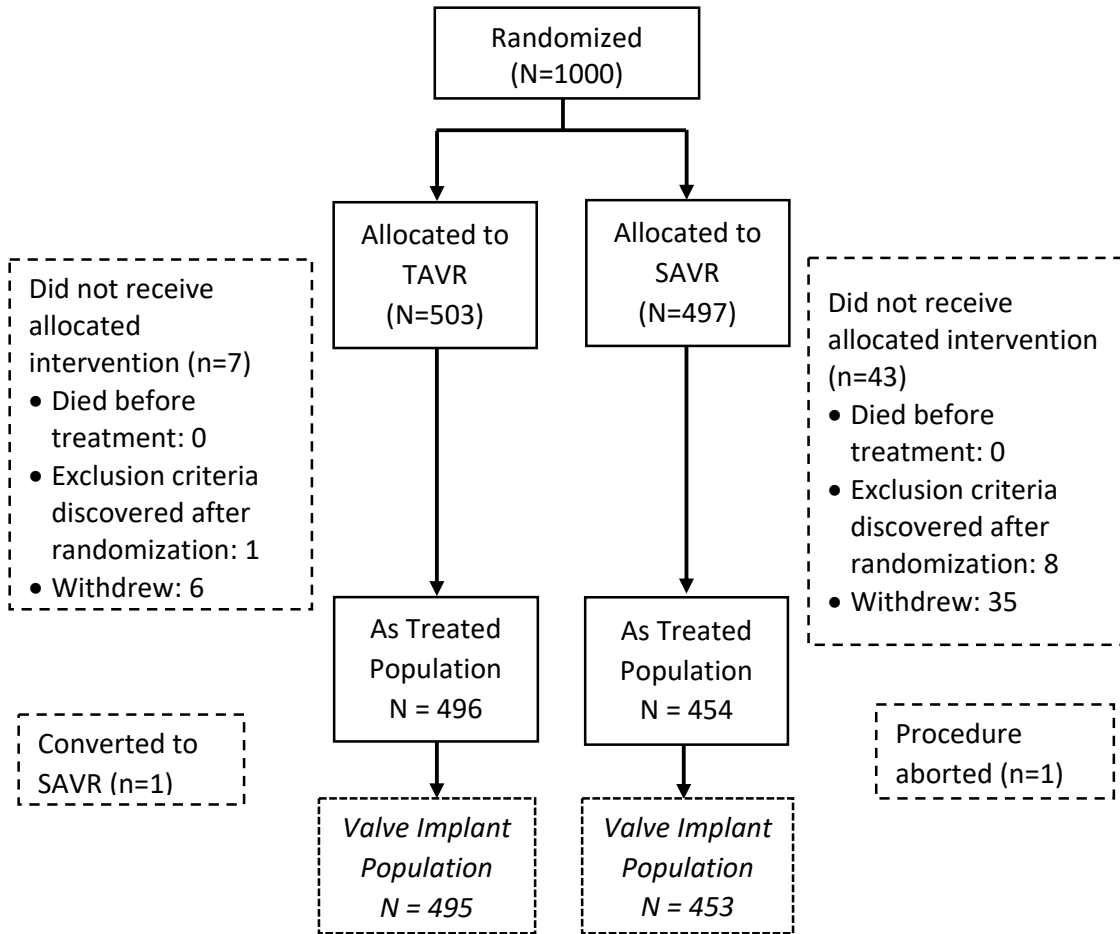 Randomized
(N=1000)
Allocated to
TAVR
(N=503)
Allocated to
SAVR
(N=497)
Did not receive
allocated
intervention (n=7)
• Died before
treatment: 0
• Exclusion criteria
discovered after
randomization: 1
• Withdrew: 6
Did not receive
allocated intervention
(n=43)
• Died before
treatment: 0
• Exclusion criteria
discovered after
randomization: 8
• Withdrew: 35
As Treated
Population
N = 496
As Treated
Population
N = 454
Converted to
SAVR (n=1)
Procedure
aborted (n=1)
Valve Implant
Population
N = 495
Valve Implant
Population
N = 453